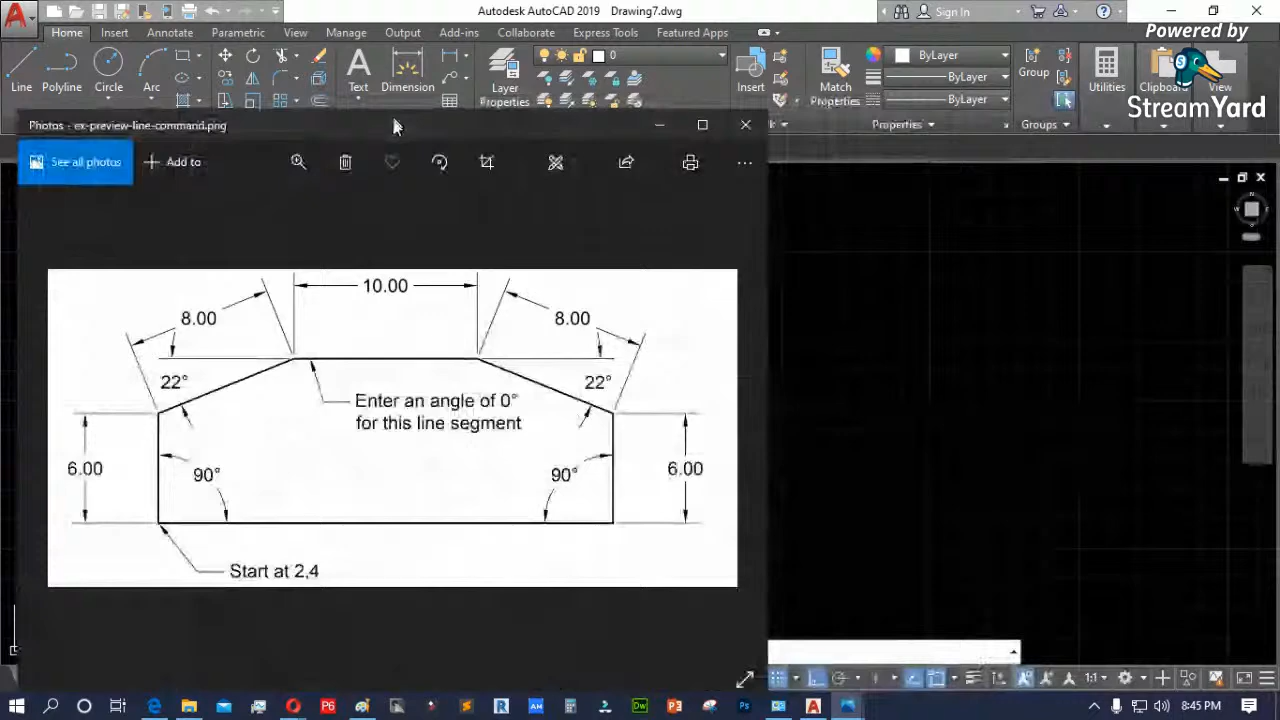 Autodesk AutoCAD 2019 Drawing7.dwg
Sign In
Powered by
StreamYard
Home Insert Annotate Parametric View Manage Output Add-ins Collaborate Express Tools Featured Apps
Line Polyline Circle Arc Text Dimension
Layer
Properties
0
Insert
Match
Properties
ByLayer
ByLayer
ByLayer
Group
Utilities
Clipboard
View
Properties
Groups
Photos - ex-preview-line-command.png
See all photos
Add to
10.00
8.00
8.00
22°
22°
Enter an angle of 0°
for this line segment
6.00
90°
90°
6.00
Start at 2,4
1:1
8:45 PM